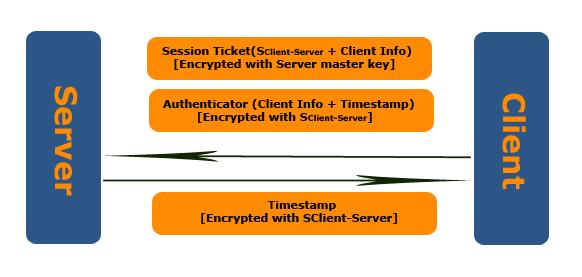 Server
Session Ticket(SClient-Server + Client Info)
[Encrypted with Server master key]
Authenticator (Client Info + Timestamp)
[Encrypted with SClient-Server]
Timestamp
[Encrypted with SClient-Server]
Client